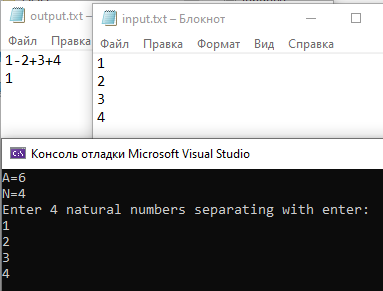 output.txt –
Файл Правка
1-2+3+4
1
input.txt – Блокнот
Файл Правка Формат Вид Справка
1
2
3
4
Консоль отладки Microsoft Visual Studio
A=6
N=4
Enter 4 natural numbers separating with enter:
1
2
3
4